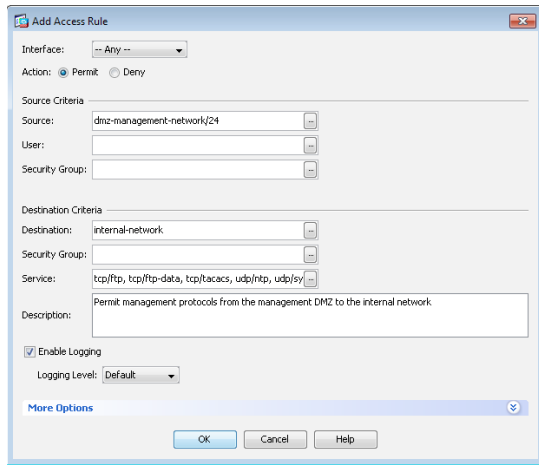 Add Access Rule
Interface: -- Any --
Action: Permit Deny
Source Criteria
Source: dmz-management-network/24
User:
Security Group:
Destination Criteria
Destination: internal-network
Security Group:
Service: tcp/ftp, tcp/ftp-data, tcp/tacacs, udp/ntp, udp/sy
Permit management protocols from the management DMZ to the internal network
Description:
Enable Logging
Logging Level: Default
More Options
OK Cancel Help